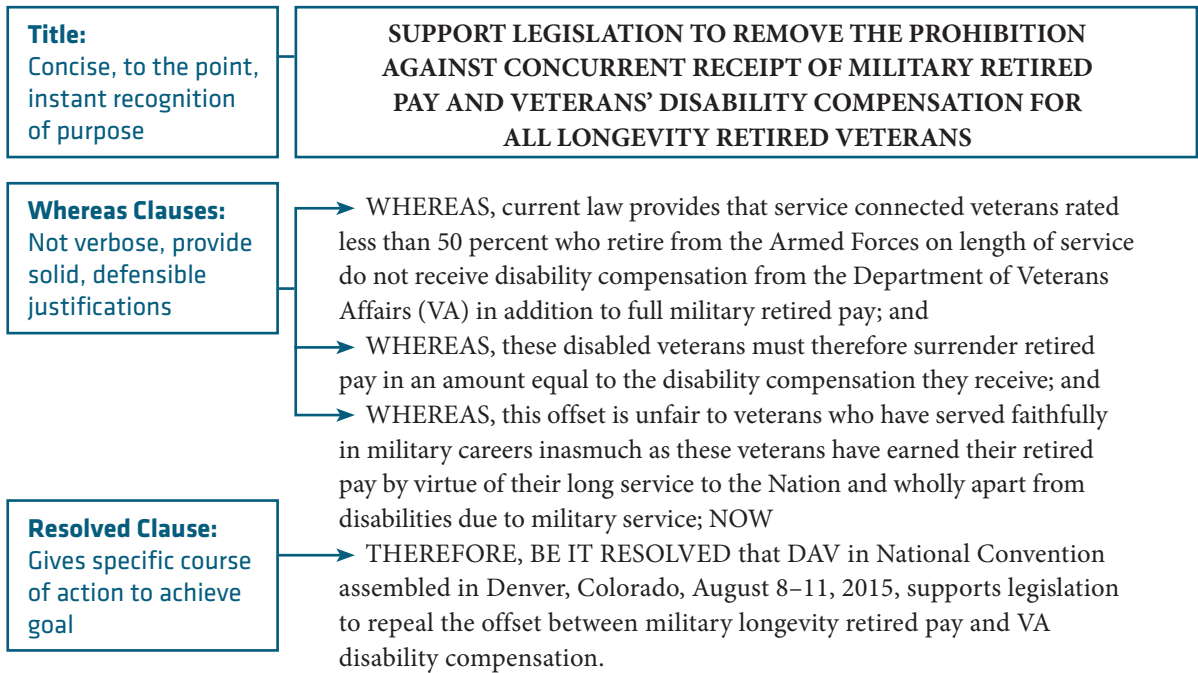 Title:
Concise, to the point,
instant recognition
of purpose
SUPPORT LEGISLATION TO REMOVE THE PROHIBITION
AGAINST CONCURRENT RECEIPT OF MILITARY RETIRED
PAY AND VETERANS’ DISABILITY COMPENSATION FOR
ALL LONGEVITY RETIRED VETERANS
Whereas Clauses:
Not verbose, provide
solid, defensible
justifications
WHEREAS, current law provides that service connected veterans rated
less than 50 percent who retire from the Armed Forces on length of service
do not receive disability compensation from the Department of Veterans
Affairs (VA) in addition to full military retired pay; and
WHEREAS, these disabled veterans must therefore surrender retired
pay in an amount equal to the disability compensation they receive; and
WHEREAS, this offset is unfair to veterans who have served faithfully
in military careers inasmuch as these veterans have earned their retired
pay by virtue of their long service to the Nation and wholly apart from
disabilities due to military service; NOW
Resolved Clause:
Gives specific course
of action to achieve
goal
THEREFORE, BE IT RESOLVED that DAV in National Convention
assembled in Denver, Colorado, August 8–11, 2015, supports legislation
to repeal the offset between military longevity retired pay and VA
disability compensation.